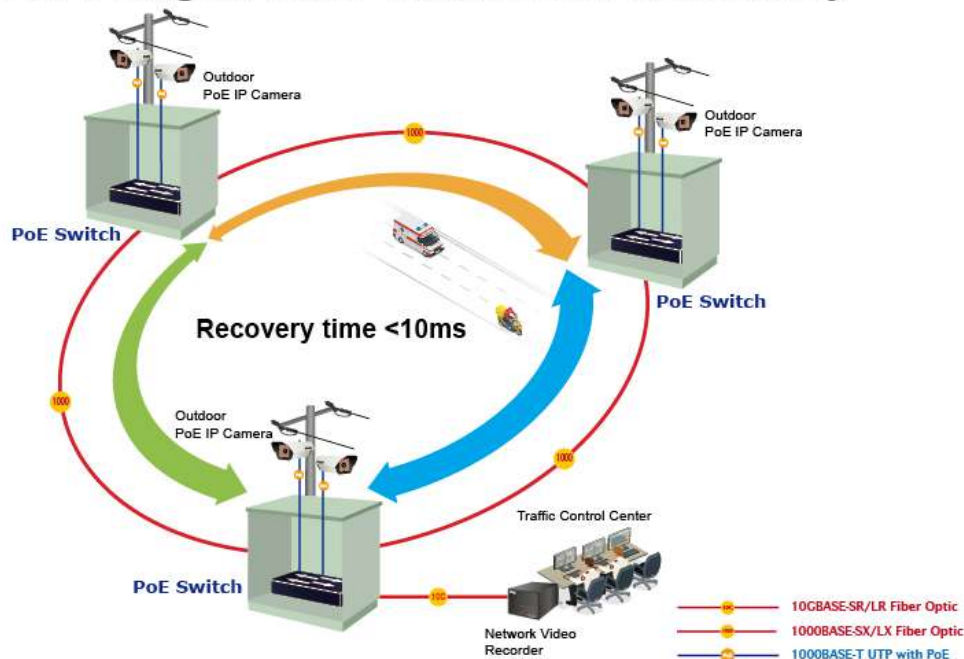 Outdoor
PoE IP Camera
Outdoor
PoE IP Camera
1000
PoE Switch
PoE Switch
Recovery time <10ms
1000
Outdoor
PoE IP Camera
1000
Traffic Control Center
PoE Switch
10G
Network Video
Recorder
10GBASE-SR/LR Fiber Optic
1000BASE-SX/LX Fiber Optic
1000BASE-T UTP with PoE